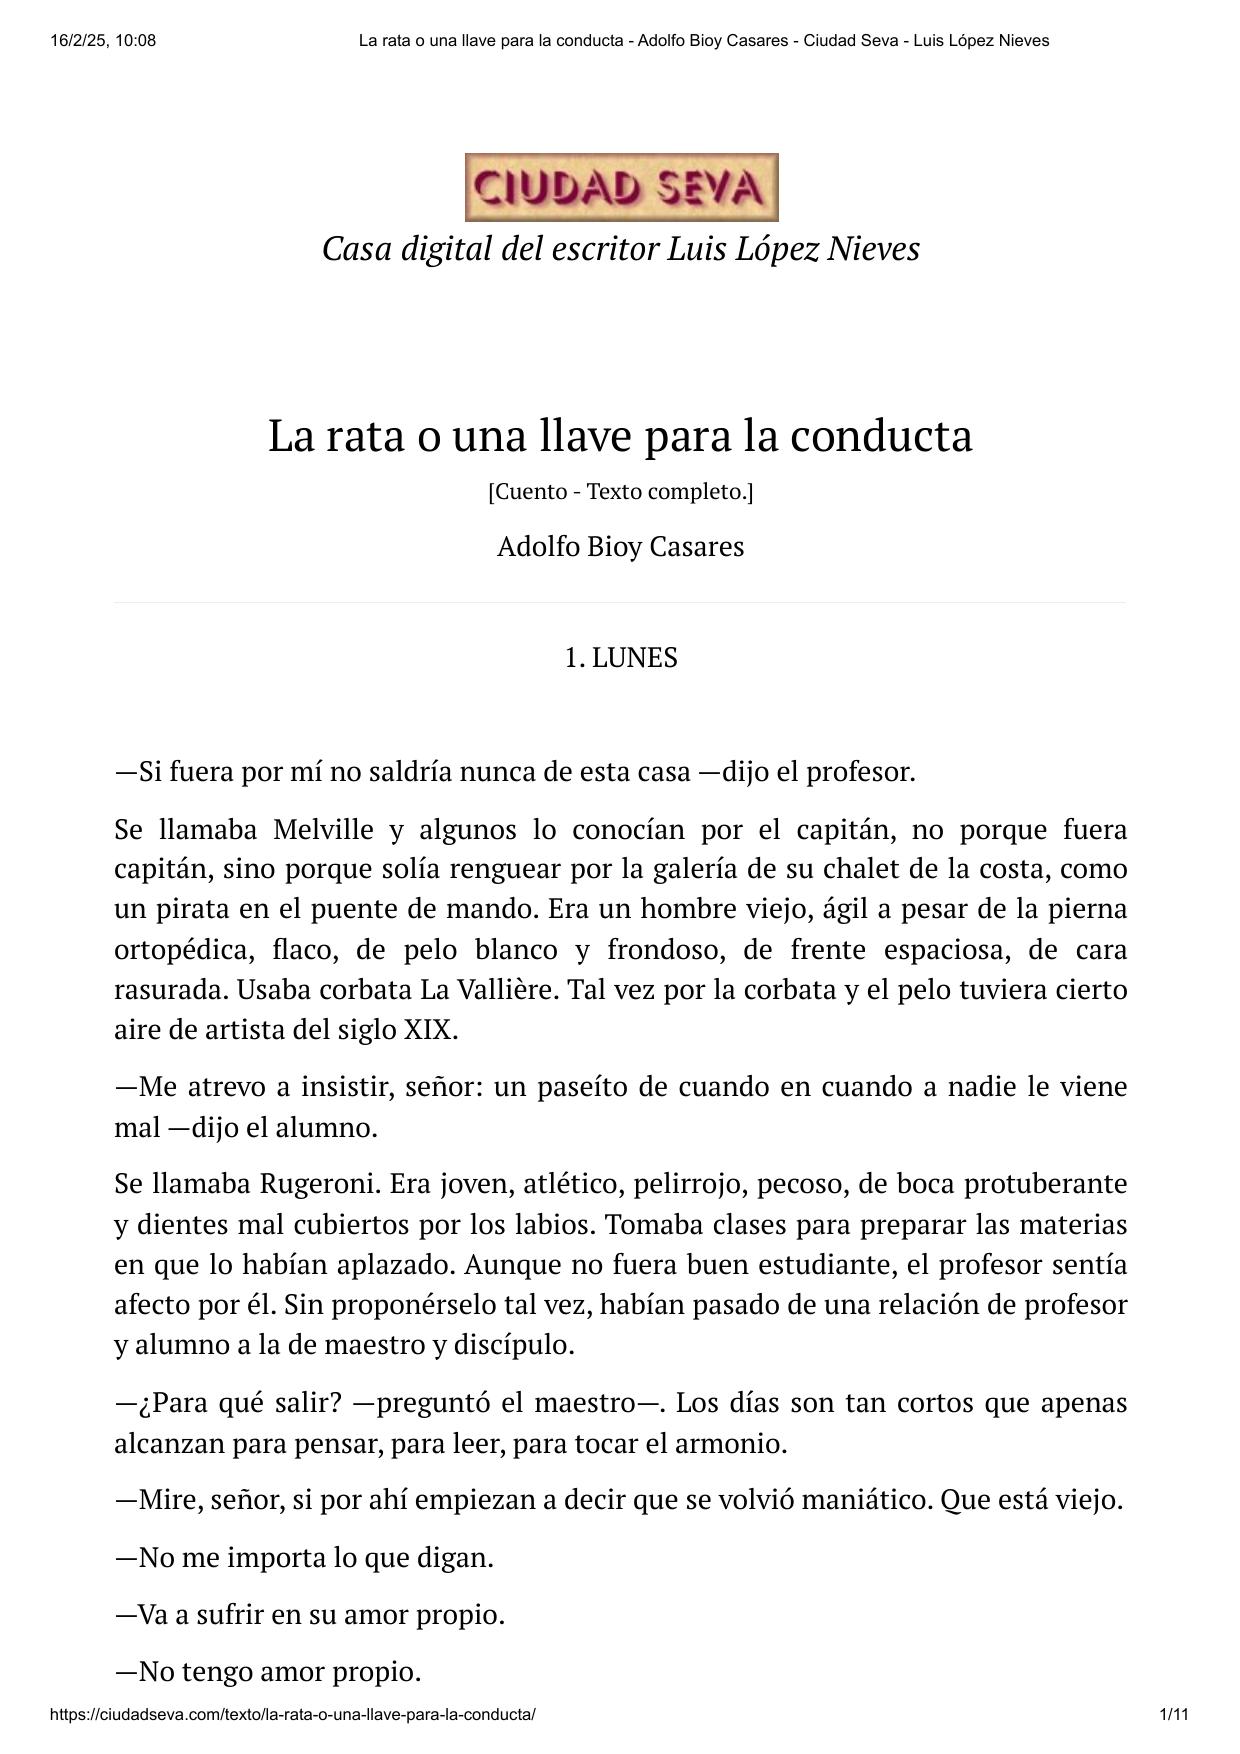 16/2/25, 10:08
La rata o una llave para la conducta - Adolfo Bioy Casares - Ciudad Seva - Luis López Nieves
CIUDAD SEVA
Casa digital del escritor Luis López Nieves
La rata o una llave para la conducta
[Cuento - Texto completo.]
Adolfo Bioy Casares
1. LUNES
—Si fuera por mí no saldría nunca de esta casa —dijo el profesor.
Se llamaba Melville y algunos lo conocían por el capitán, no porque fuera
capitán, sino porque solía renguear por la galería de su chalet de la costa, como
un pirata en el puente de mando. Era un hombre viejo, ágil a pesar de la pierna
ortopédica, flaco, de pelo blanco y frondoso, de frente espaciosa, de cara
rasurada. Usaba corbata La Vallière. Tal vez por la corbata y el pelo tuviera cierto
aire de artista del siglo XIX.
—Me atrevo a insistir, señor: un paseíto de cuando en cuando a nadie le viene
mal —dijo el alumno.
Se llamaba Rugeroni. Era joven, atlético, pelirrojo, pecoso, de boca protuberante
y dientes mal cubiertos por los labios. Tomaba clases para preparar las materias
en que lo habían aplazado. Aunque no fuera buen estudiante, el profesor sentía
afecto por él. Sin proponérselo tal vez, habían pasado de una relación de profesor
y alumno a la de maestro y discípulo.
—¿Para qué salir? —preguntó el maestro—. Los días son tan cortos que apenas
alcanzan para pensar, para leer, para tocar el armonio.
—Mire, señor, si por ahí empiezan a decir que se volvió maniático. Que está viejo.
—No me importa lo que digan.
—Va a sufrir en su amor propio.
—No tengo amor propio.
https://ciudadseva.com/texto/la-rata-o-una-llave-para-la-conducta/
1/11